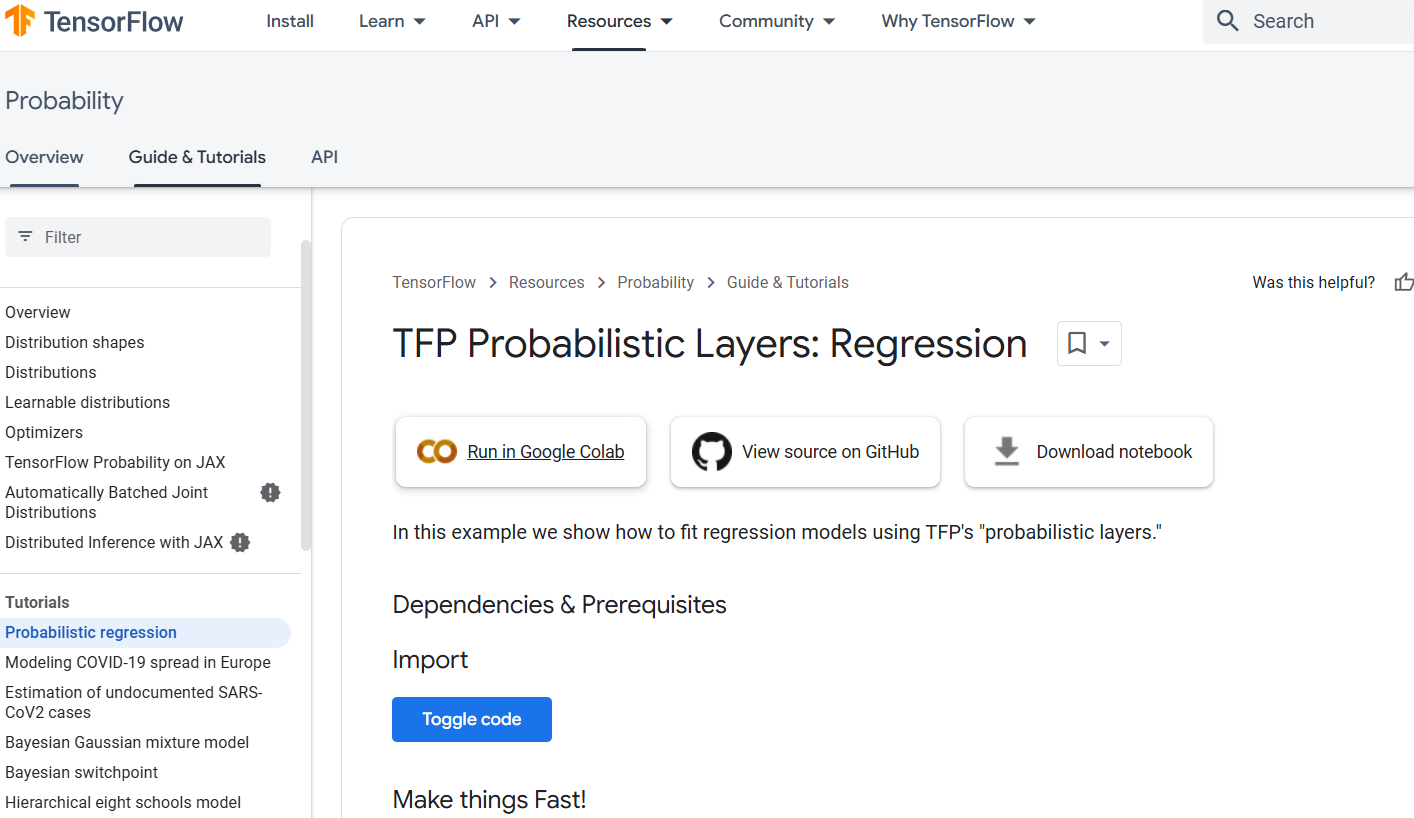 TensorFlow
Install
Learn
API
Resources
Community
Why TensorFlow
Search
Probability
Overview
Guide & Tutorials
API
Filter
Overview
Distribution shapes
Distributions
Learnable distributions
Optimizers
TensorFlow Probability on JAX
Automatically Batched Joint
Distributions
Distributed Inference with JAX
Tutorials
Probabilistic regression
Modeling COVID-19 spread in Europe
Estimation of undocumented SARS-
CoV2 cases
Bayesian Gaussian mixture model
Bayesian switchpoint
Hierarchical eight schools model
TensorFlow > Resources > Probability > Guide & Tutorials
Was this helpful?
TFP Probabilistic Layers: Regression
Run in Google Colab
View source on GitHub
Download notebook
In this example we show how to fit regression models using TFP's "probabilistic layers."
Dependencies & Prerequisites
Import
Toggle code
Make things Fast!